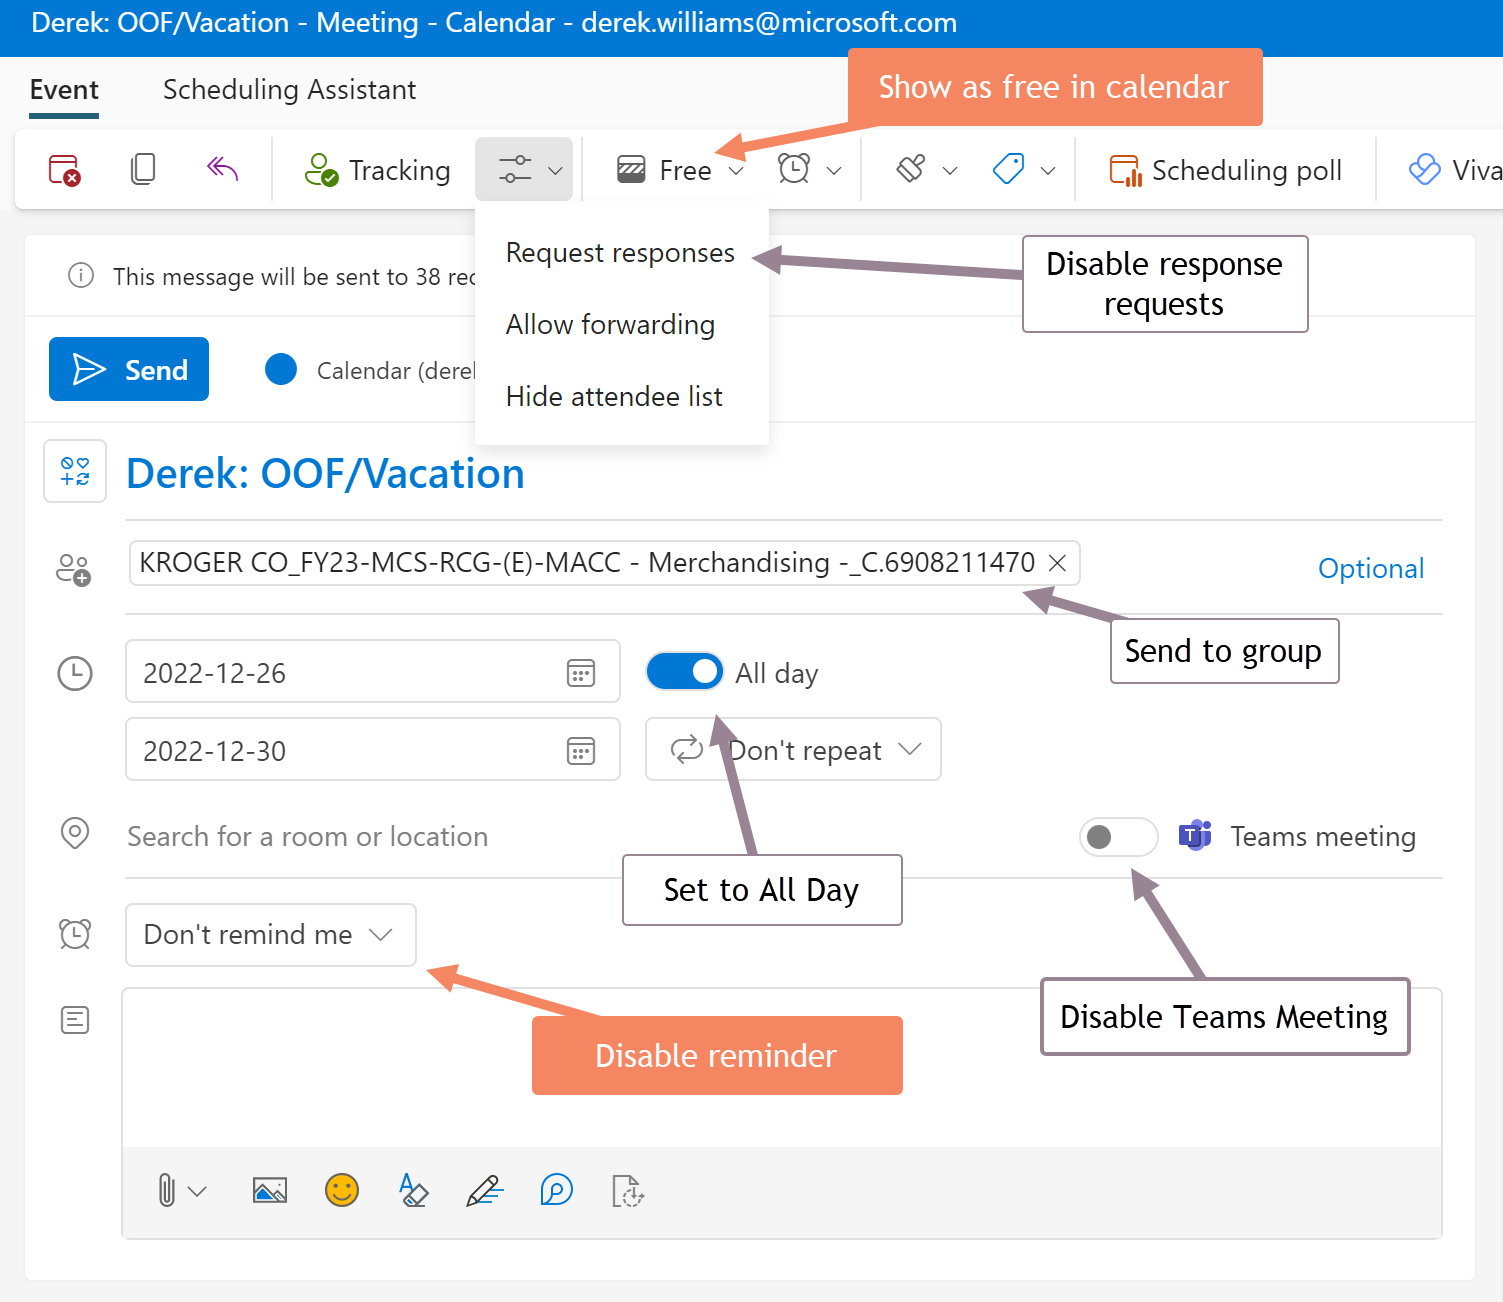 Derek: OOF/Vacation - Meeting - Calendar - derek.williams@microsoft.com
Event
Scheduling Assistant
Show as free in calendar
Tracking
Free
Scheduling poll
Viva
Request responses
Allow forwarding
Hide attendee list
Disable response
requests
This message will be sent to 38 rec
Send
Calendar (derel
Derek: OOF/Vacation
KROGER CO_FY23-MCS-RCG-(E)-MACC - Merchandising -_C.6908211470
Optional
Send to group
2022-12-26
All day
2022-12-30
Don't repeat
Search for a room or location
Teams meeting
Set to All Day
Don't remind me
Disable Teams Meeting
Disable reminder